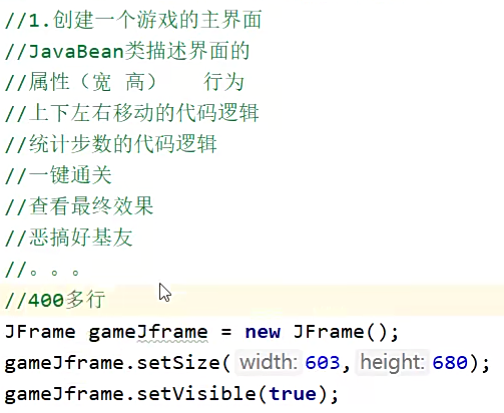 //1.创建一个游戏的主界面
//JavaBean类描述界面的
//属性（宽 高）    行为
//上下左右移动的代码逻辑
//统计步数的代码逻辑
//一键通关
//查看最终效果
//恶搞好基友
//。。。
//400多行
JFrame gameJframe = new JFrame();
gameJframe.setSize( width: 603, height: 680);
gameJframe.setVisible(true);